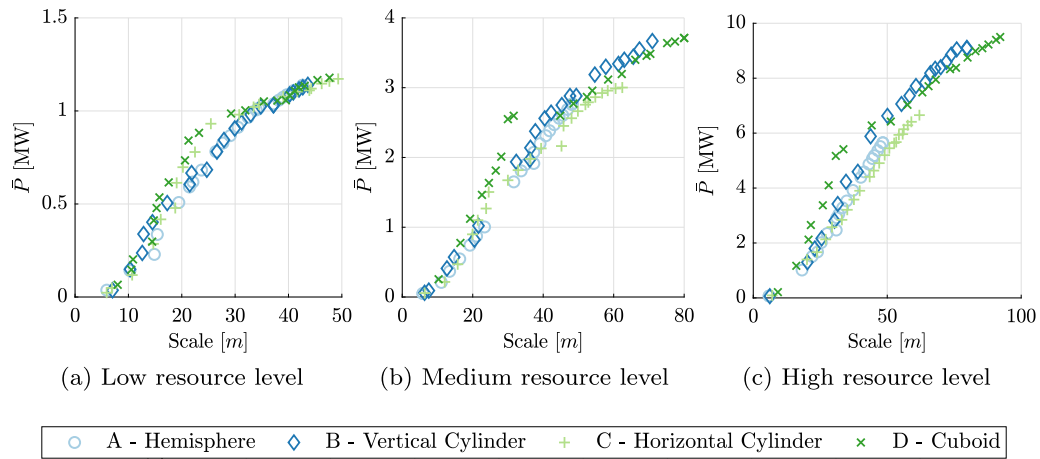 1.5
1
0.5
0
P̄ [MW]
0 10 20 30 40 50
Scale [m]
(a) Low resource level
4
3
2
1
0
P̄ [MW]
0 20 40 60 80
Scale [m]
(b) Medium resource level
10
8
6
4
2
0
P̄ [MW]
0 50 100
Scale [m]
(c) High resource level
A - Hemisphere B - Vertical Cylinder C - Horizontal Cylinder D - Cuboid